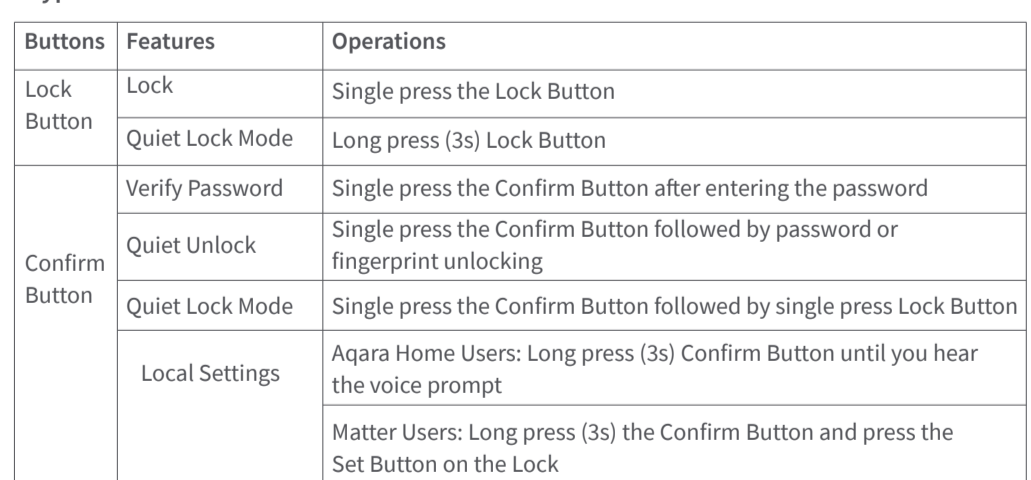 Buttons Features Operations
Lock Button
Lock
Single press the Lock Button
Quiet Lock Mode
Long press (3s) Lock Button
Confirm Button
Verify Password
Single press the Confirm Button after entering the password
Quiet Unlock
Single press the Confirm Button followed by password or
fingerprint unlocking
Quiet Lock Mode
Single press the Confirm Button followed by single press Lock Button
Local Settings
Aqara Home Users: Long press (3s) Confirm Button until you hear
the voice prompt
Matter Users: Long press (3s) the Confirm Button and press the
Set Button on the Lock